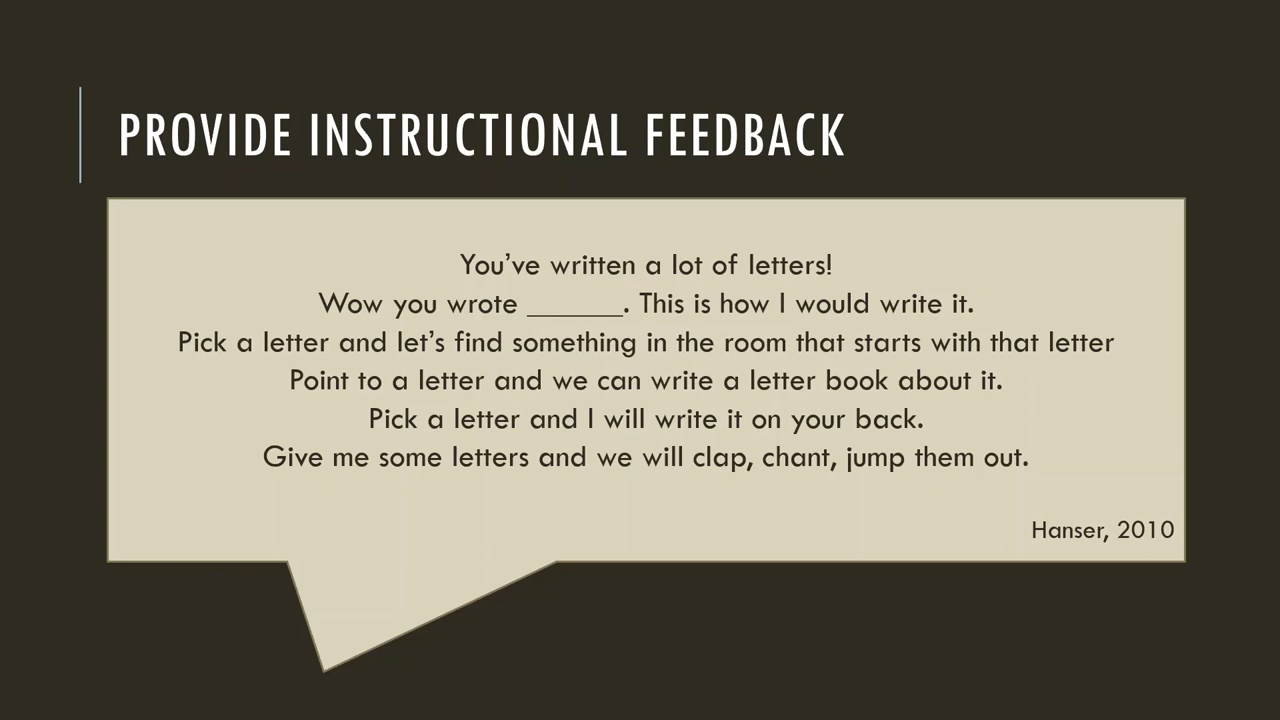 PROVIDE INSTRUCTIONAL FEEDBACK
You’ve written a lot of letters!
Wow you wrote ______. This is how I would write it.
Pick a letter and let’s find something in the room that starts with that letter
Point to a letter and we can write a letter book about it.
Pick a letter and I will write it on your back.
Give me some letters and we will clap, chant, jump them out.
Hanser, 2010